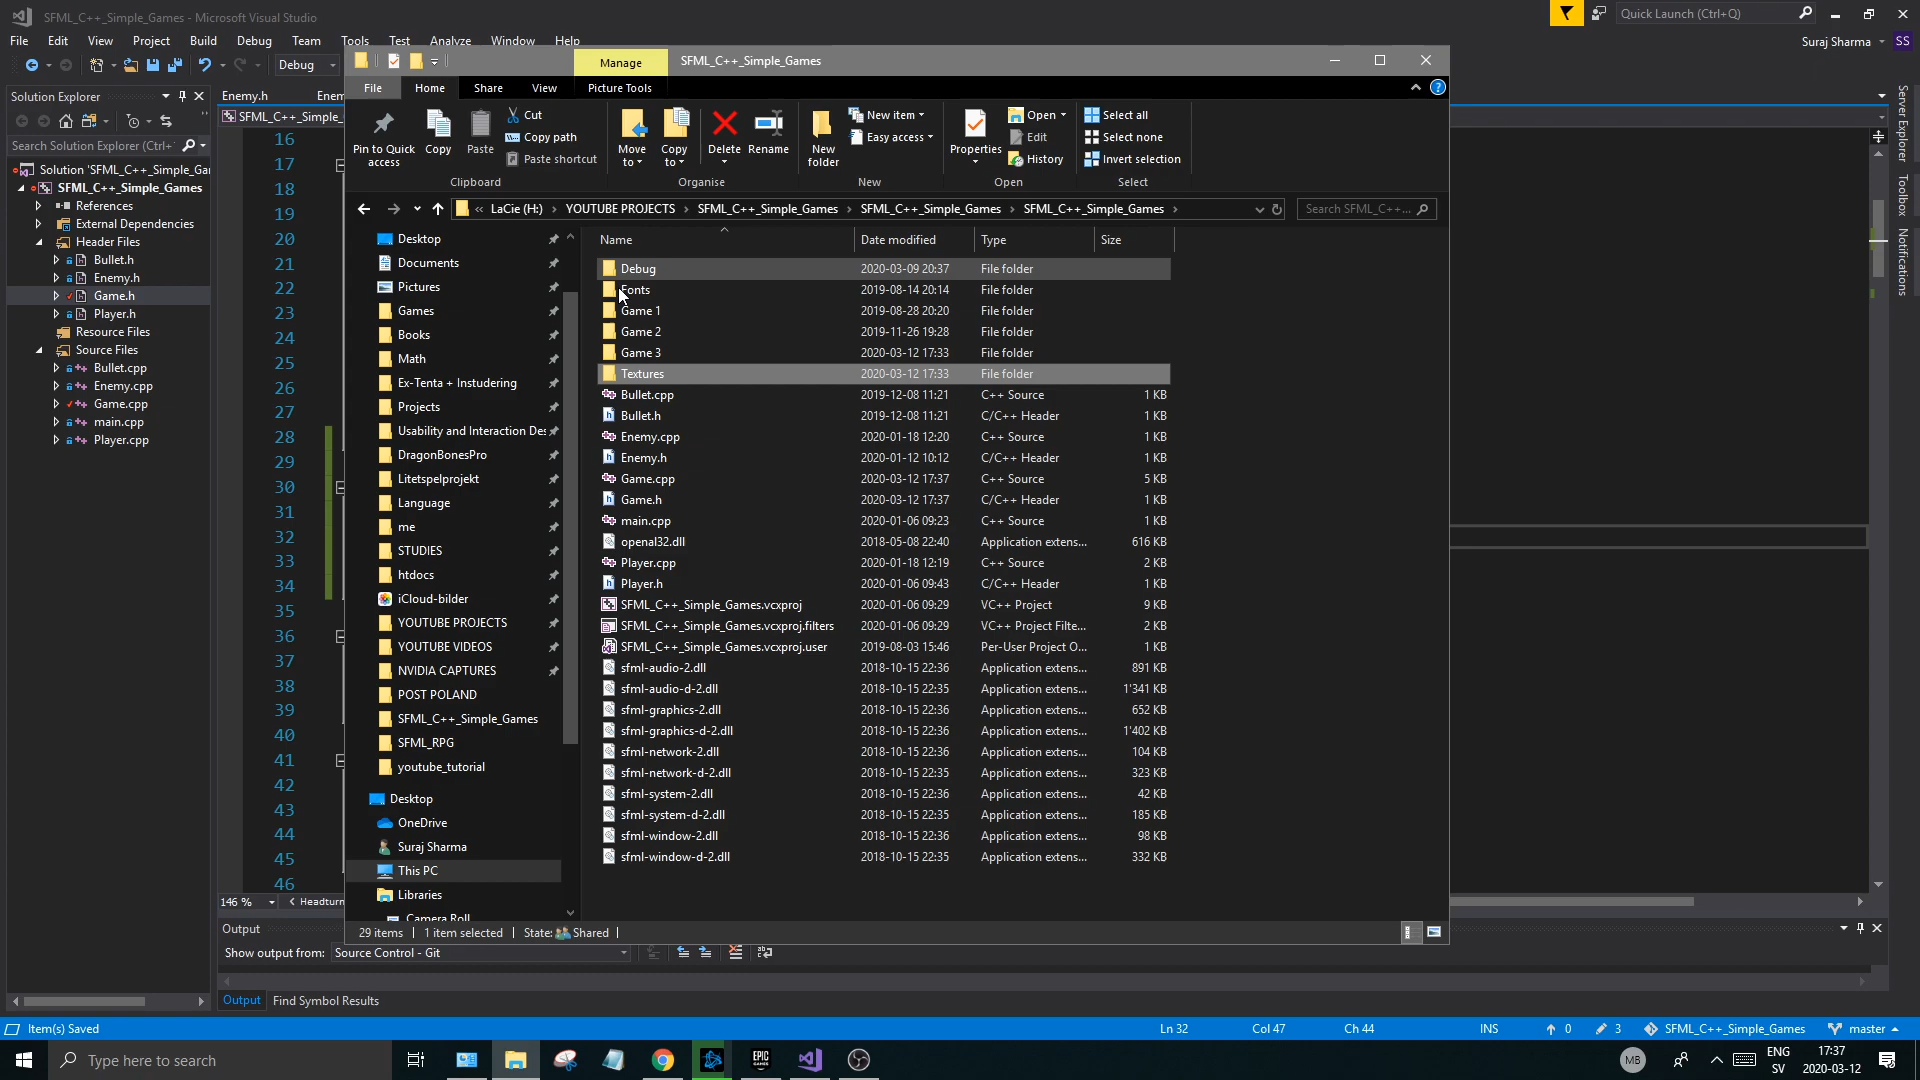 SFML_C++_Simple_Games - Microsoft Visual Studio
Quick Launch (Ctrl+Q)
File Edit View Project Build Debug Team Tools Test Analyze Window Help
Suraj Sharma SS
Debug
Solution Explorer
Search Solution Explorer (Ctrl+
Solution 'SFML_C++_Simple_Gar
SFML_C++_Simple_Games
References
External Dependencies
Header Files
Bullet.h
Enemy.h
Game.h
Player.h
Resource Files
Source Files
Bullet.cpp
Enemy.cpp
Game.cpp
main.cpp
Player.cpp
Enemy.h
Enem
SFML_C++_Simple_
16
17
18
19
20
21
22
23
24
25
26
27
28
29
30
31
32
33
34
35
36
37
38
39
40
41
42
43
44
45
46
146 %
Headturn
Manage
SFML_C++_Simple_Games
File Home Share View Picture Tools
Pin to Quick access
Copy
Paste
Cut
Copy path
Paste shortcut
Clipboard
Move to
Copy to
Delete
Rename
Organise
New folder
New item
Easy access
New
Properties
Open
Edit
History
Open
Select all
Select none
Invert selection
Select
« LaCie (H:) › YOUTUBE PROJECTS › SFML_C++_Simple_Games › SFML_C++_Simple_Games › SFML_C++_Simple_Games ›
Search SFML_C++...
Desktop
Documents
Pictures
Games
Books
Math
Ex-Tenta + Instudering
Projects
Usability and Interaction Des
DragonBonesPro
Litetspelprojekt
Language
me
STUDIES
htdocs
iCloud-bilder
YOUTUBE PROJECTS
YOUTUBE VIDEOS
NVIDIA CAPTURES
POST POLAND
SFML_C++_Simple_Games
SFML_RPG
youtube_tutorial
Desktop
OneDrive
Suraj Sharma
This PC
Libraries
Camera Roll
Name Date modified Type Size
Debug 2020-03-09 20:37 File folder
Fonts 2019-08-14 20:14 File folder
Game 1 2019-08-28 20:20 File folder
Game 2 2019-11-26 19:28 File folder
Game 3 2020-03-12 17:33 File folder
Textures 2020-03-12 17:33 File folder
Bullet.cpp 2019-12-08 11:21 C++ Source 1 KB
Bullet.h 2019-12-08 11:21 C/C++ Header 1 KB
Enemy.cpp 2020-01-18 12:20 C++ Source 1 KB
Enemy.h 2020-01-12 10:12 C/C++ Header 1 KB
Game.cpp 2020-03-12 17:37 C++ Source 5 KB
Game.h 2020-03-12 17:37 C/C++ Header 1 KB
main.cpp 2020-01-06 09:23 C++ Source 1 KB
openal32.dll 2018-05-08 22:40 Application extens... 616 KB
Player.cpp 2020-01-18 12:19 C++ Source 2 KB
Player.h 2020-01-06 09:43 C/C++ Header 1 KB
SFML_C++_Simple_Games.vcxproj 2020-01-06 09:29 VC++ Project 9 KB
SFML_C++_Simple_Games.vcxproj.filters 2020-01-06 09:29 VC++ Project Filte... 2 KB
SFML_C++_Simple_Games.vcxproj.user 2019-08-03 15:46 Per-User Project O... 1 KB
sfml-audio-2.dll 2018-10-15 22:36 Application extens... 891 KB
sfml-audio-d-2.dll 2018-10-15 22:35 Application extens... 1'341 KB
sfml-graphics-2.dll 2018-10-15 22:36 Application extens... 652 KB
sfml-graphics-d-2.dll 2018-10-15 22:36 Application extens... 1'402 KB
sfml-network-2.dll 2018-10-15 22:36 Application extens... 104 KB
sfml-network-d-2.dll 2018-10-15 22:35 Application extens... 323 KB
sfml-system-2.dll 2018-10-15 22:36 Application extens... 42 KB
sfml-system-d-2.dll 2018-10-15 22:35 Application extens... 185 KB
sfml-window-2.dll 2018-10-15 22:36 Application extens... 98 KB
sfml-window-d-2.dll 2018-10-15 22:35 Application extens... 332 KB
29 items 1 item selected State: Shared
Server Explorer
Toolbox
Notifications
Output
Show output from: Source Control - Git
Output Find Symbol Results
Item(s) Saved Ln 32 Col 47 Ch 44 INS 0 3 SFML_C++_Simple_Games master
Type here to search
EPIC GAMES
MB
ENG
SV
17:37
2020-03-12